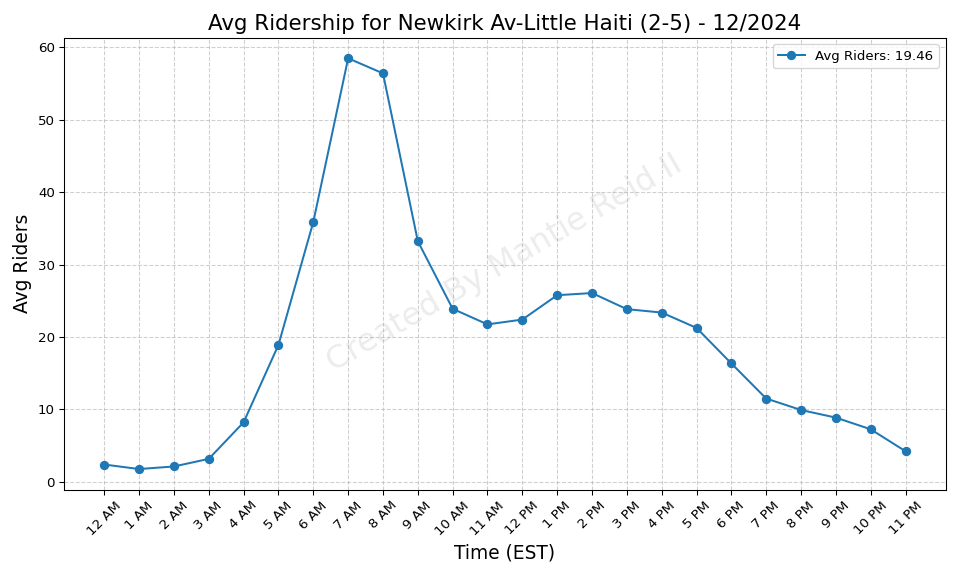 Avg Ridership for Newkirk Av-Little Haiti (2-5) - 12/2024
Avg Riders: 19.46
60
50
40
30
20
10
0
Avg Riders
Created By Mantie Reid II
12 AM
1 AM
2 AM
3 AM
4 AM
5 AM
6 AM
7 AM
8 AM
9 AM
10 AM
11 AM
12 PM
1 PM
2 PM
3 PM
4 PM
5 PM
6 PM
7 PM
8 PM
9 PM
10 PM
11 PM
Time (EST)